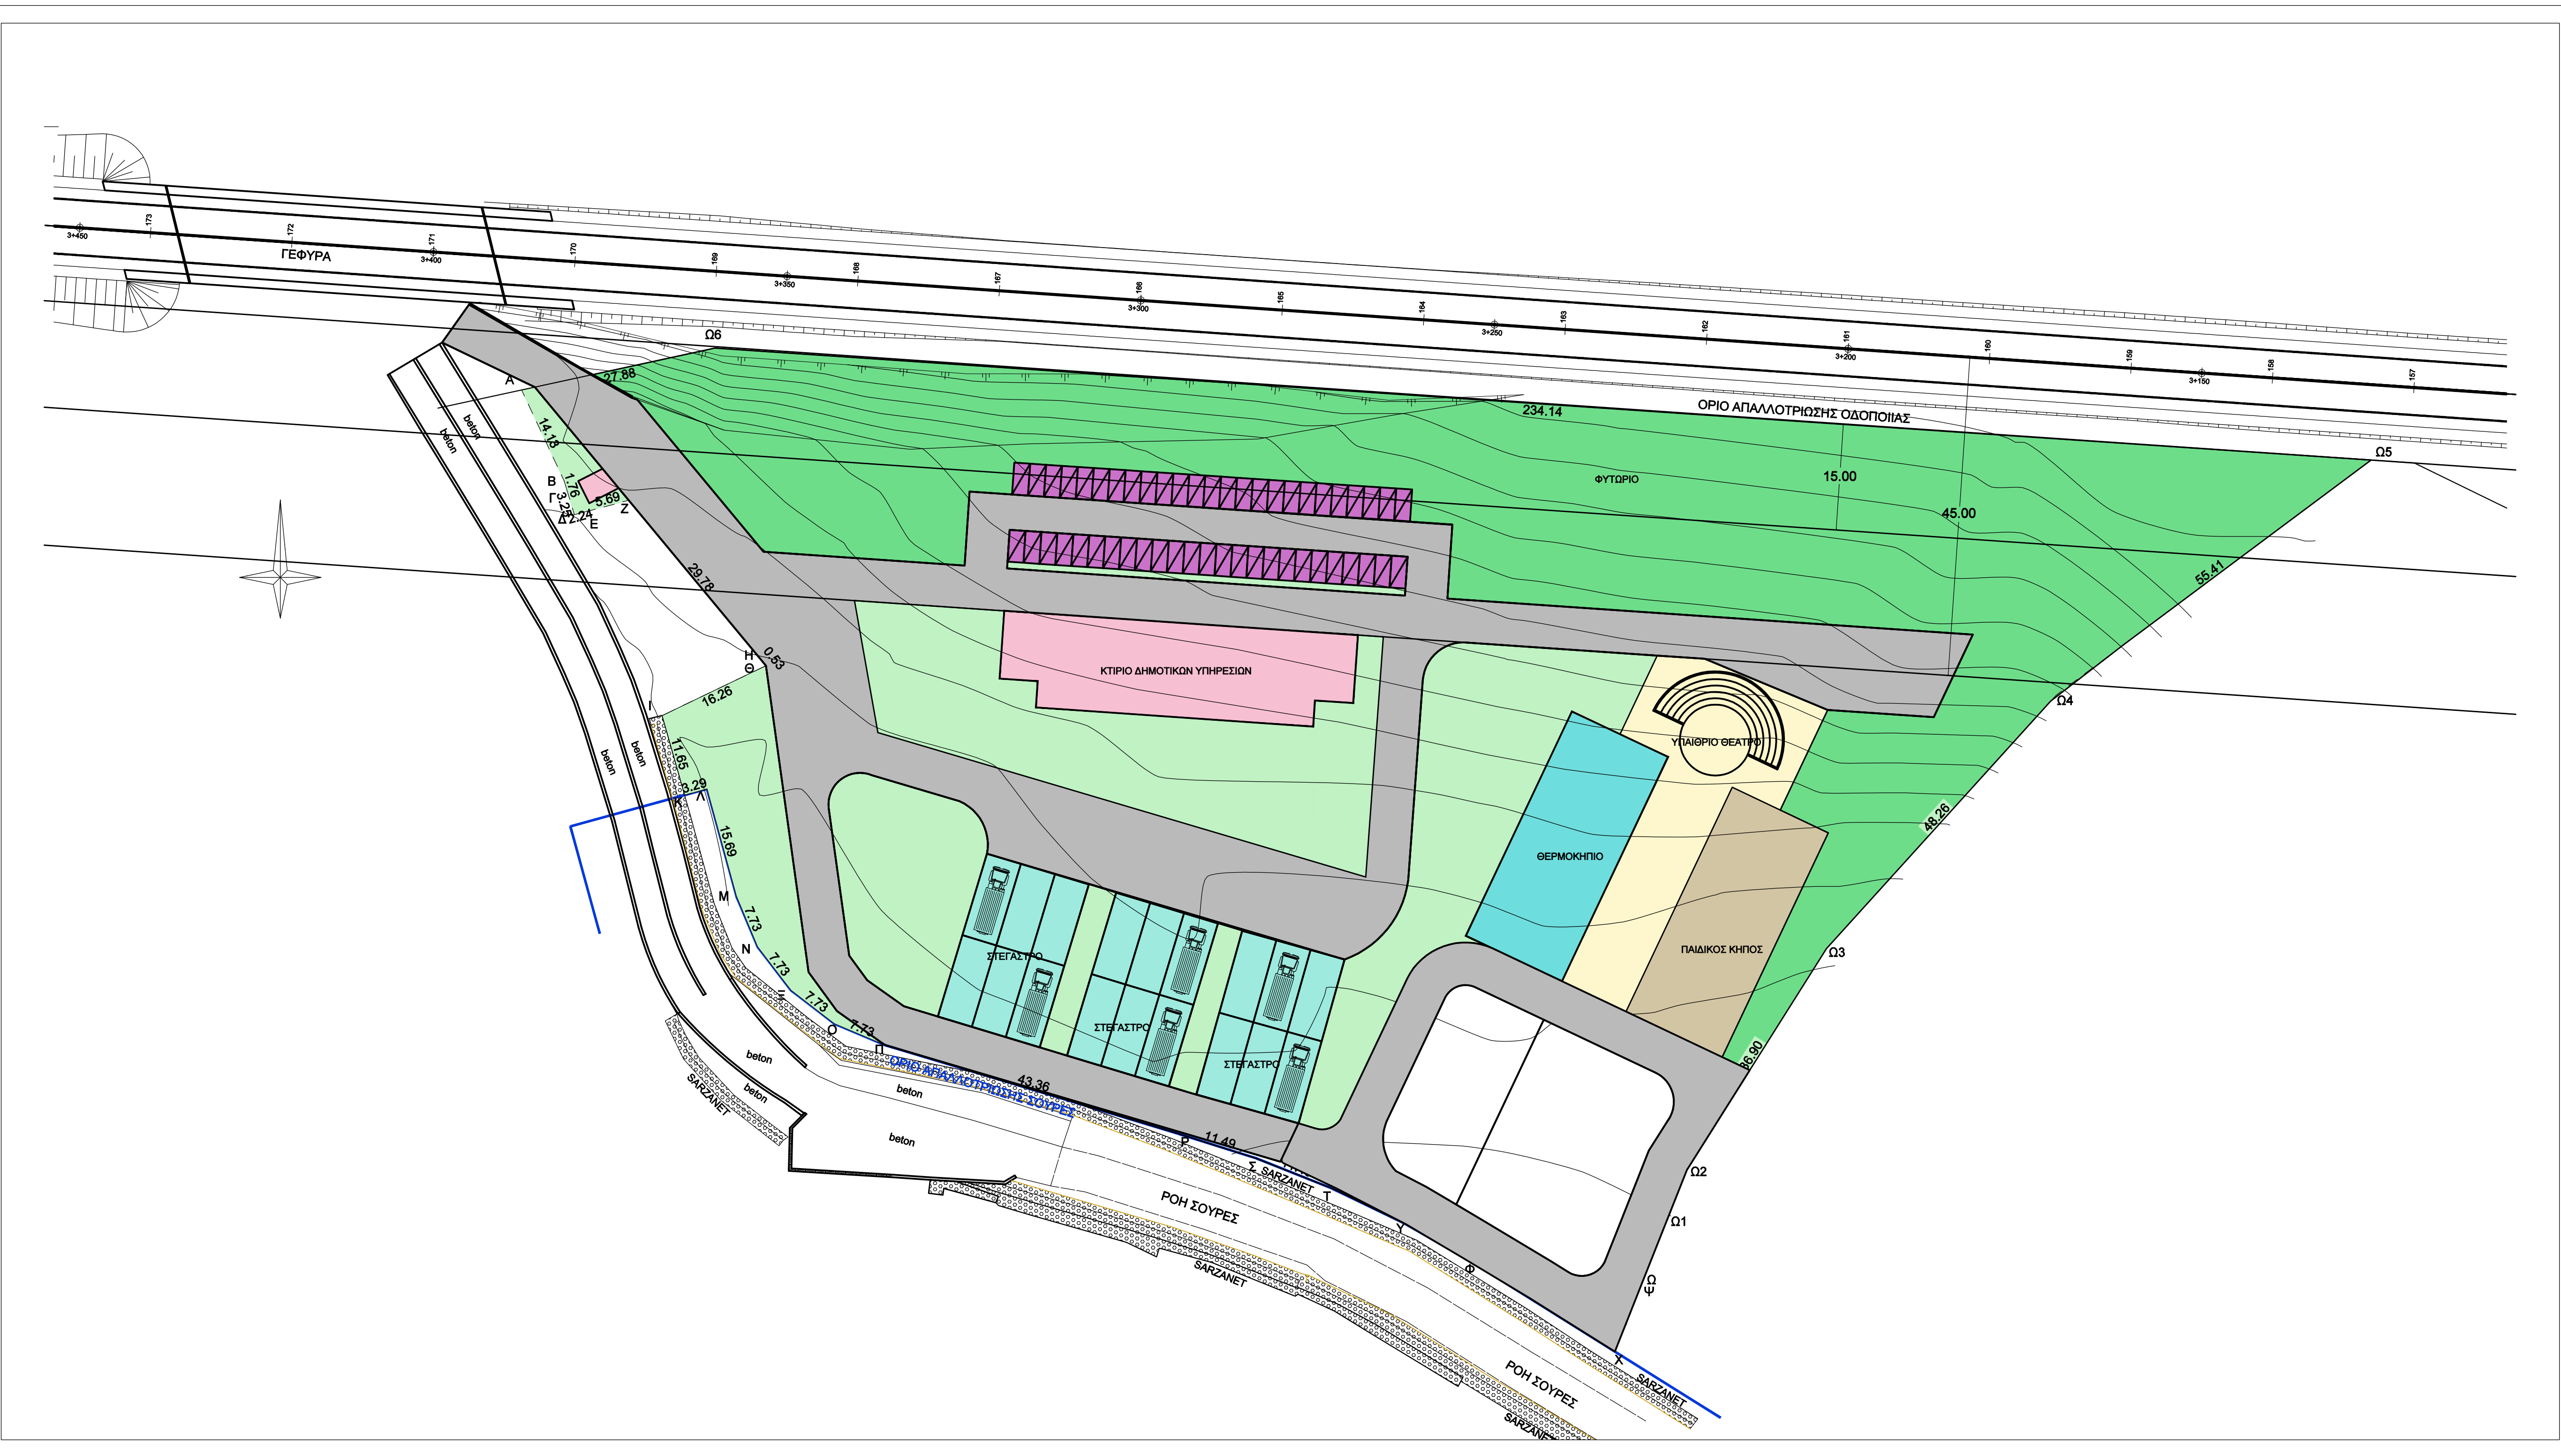 173
172
171
170
169
168
167
166
165
164
163
162
161
160
159
158
157
3+450
3+400
3+350
3+300
3+250
3+200
3+150
ΓΕΦΥΡΑ
Ω6
Ω5
Α
27.88
234.14
ΟΡΙΟ ΑΠΑΛΛΟΤΡΙΩΣΗΣ ΟΔΟΠΟΙΙΑΣ
beton
beton
14.13
ΦΥΤΩΡΙΟ
15.00
45.00
Β
Γ
Δ
Ε
Ζ
1.76
3.25
2.24
5.69
29.78
55.41
Η
Θ
0.53
ΚΤΙΡΙΟ ΔΗΜΟΤΙΚΩΝ ΥΠΗΡΕΣΙΩΝ
16.26
Ι
Ω4
11.65
beton
beton
ΥΠΑΙΘΡΙΟ ΘΕΑΤΡΟ
3.29
Κ
Λ
15.69
48.26
ΘΕΡΜΟΚΗΠΙΟ
Μ
7.73
Ν
7.73
ΣΤΕΓΑΣΤΡΟ
ΠΑΙΔΙΚΟΣ ΚΗΠΟΣ
Ω3
Ξ
7.73
Ο
7.73
Π
ΣΤΕΓΑΣΤΡΟ
ΣΤΕΓΑΣΤΡΟ
36.90
beton
beton
beton
beton
SARZANET
ΟΡΙΟ ΑΠΑΛΛΟΤΡΙΩΣΗΣ ΣΟΥΡΕΣ
43.36
Ρ
11.49
Σ
SARZANET
Τ
Ω2
ΡΟΗ ΣΟΥΡΕΣ
Υ
Ω1
SARZANET
Φ
Ω
Ψ
Χ
SARZANET
ΡΟΗ ΣΟΥΡΕΣ
SARZANET